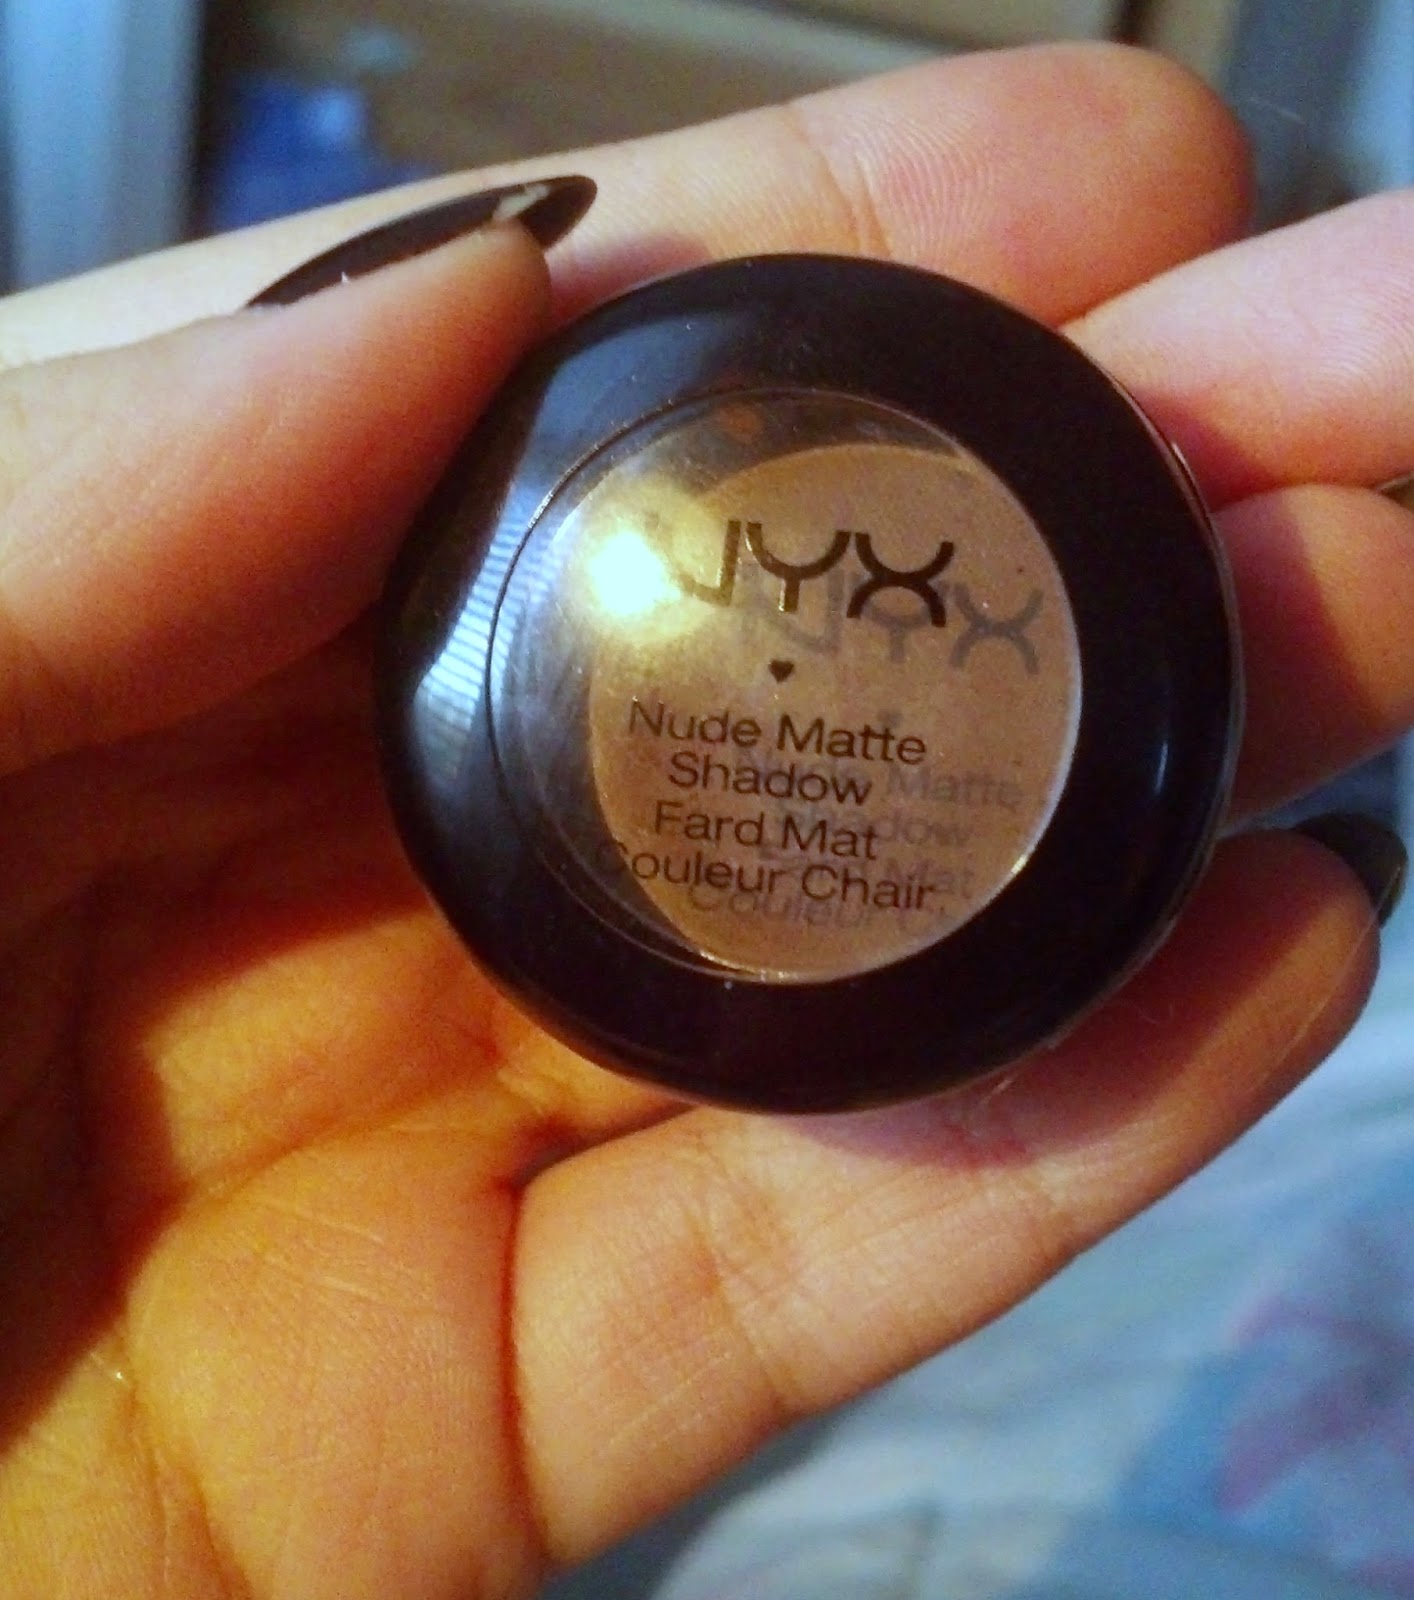 NYX
Nude Matte
Shadow
Fard Mat
Couleur Chair